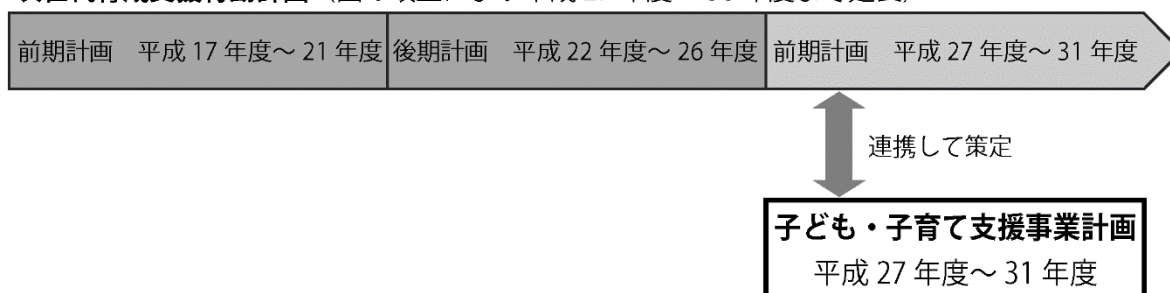 前期計画 平成 17 年度～ 21 年度 後期計画 平成 22 年度～ 26 年度 前期計画 平成 27 年度～ 31 年度
連携して策定
子ども・子育て支援事業計画
平成 27 年度～ 31 年度